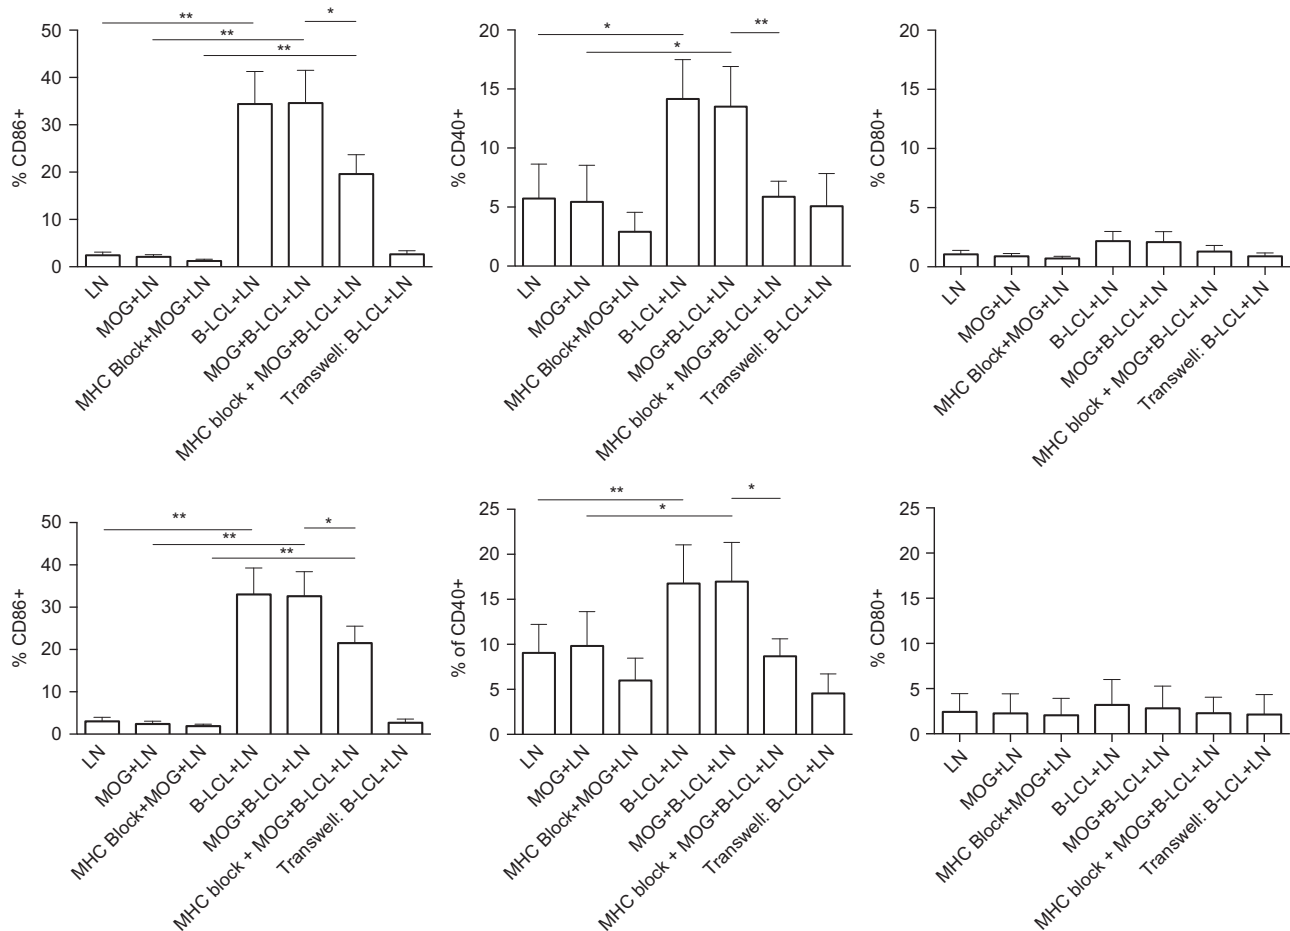 ** * ** **
50 40 30 20 10 0
% CD86+
LN
MOG+LN
MHC Block+MOG+LN
B-LCL+LN
MOG+B-LCL+LN
MHC block + MOG+B-LCL+LN
Transwell: B-LCL+LN
* ** *
20 15 10 5 0
% CD40+
LN
MOG+LN
MHC Block+MOG+LN
B-LCL+LN
MOG+B-LCL+LN
MHC block + MOG+B-LCL+LN
Transwell: B-LCL+LN
20 15 10 5 0
% CD80+
LN
MOG+LN
MHC Block+MOG+LN
B-LCL+LN
MOG+B-LCL+LN
MHC block + MOG+B-LCL+LN
Transwell: B-LCL+LN
** * ** **
50 40 30 20 10 0
% CD86+
LN
MOG+LN
MHC Block+MOG+LN
B-LCL+LN
MOG+B-LCL+LN
MHC block + MOG+B-LCL+LN
Transwell: B-LCL+LN
** * *
25 20 15 10 5 0
% of CD40+
LN
MOG+LN
MHC Block+MOG+LN
B-LCL+LN
MOG+B-LCL+LN
MHC block + MOG+B-LCL+LN
Transwell: B-LCL+LN
25 20 15 10 5 0
% CD80+
LN
MOG+LN
MHC Block+MOG+LN
B-LCL+LN
MOG+B-LCL+LN
MHC block + MOG+B-LCL+LN
Transwell: B-LCL+LN